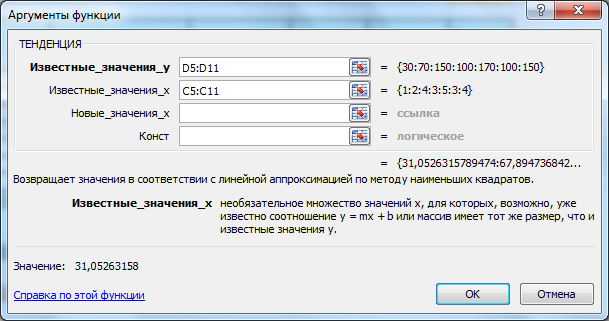 Аргументы функции
ТЕНДЕНЦИЯ
Известные_значения_y D5:D11 = {30:70:150:100:170:100:150}
Известные_значения_x C5:C11 = {1:2:4:3:5:3:4}
Новые_значения_x = ссылка
Конст = логическое
= {31,0526315789474:67,894736842...
Возвращает значения в соответствии с линейной аппроксимацией по методу наименьших квадратов.
Известные_значения_x необязательное множество значений x, для которых, возможно, уже
известно соотношение y = mx + b или массив имеет тот же размер, что и
известные значения y.
Значение: 31,05263158
Справка по этой функции ОК Отмена